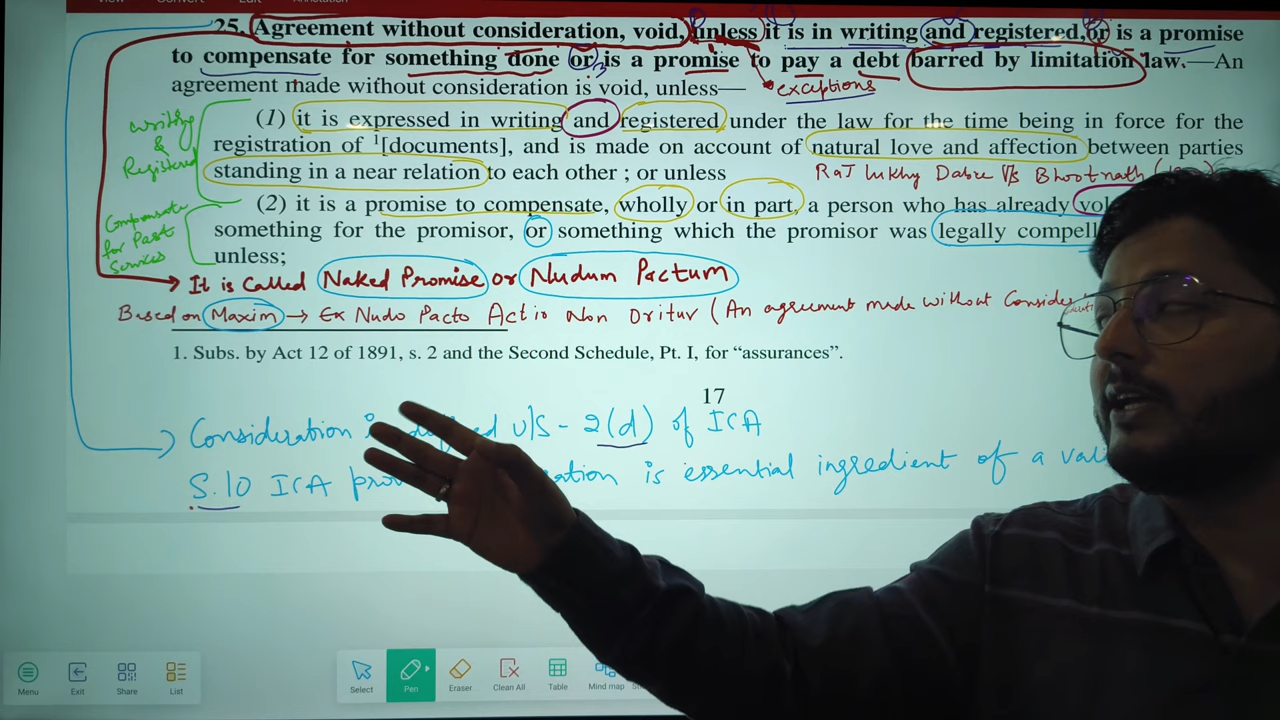 25. Agreement without consideration, void, unless it is in writing and registered, or is a promise
to compensate for something done or is a promise to pay a debt barred by limitation law.—An
agreement made without consideration is void, unless—
exceptions
(1) it is expressed in writing and registered under the law for the time being in force for the
registration of 1[documents], and is made on account of natural love and affection between parties
standing in a near relation to each other ; or unless
Writing
&
Registered
Raj lukhy Dabee V/s Bhootnath
(2) it is a promise to compensate, wholly or in part, a person who has already
something for the promisor, or something which the promisor was legally
unless;
Compensate
for Past
Services
It is Called Naked Promise or Nudum Pactum
Based on Maxim → Ex Nudo Pacto Actio Non Oritur (An agreement made without
1. Subs. by Act 12 of 1891, s. 2 and the Second Schedule, Pt. I, for “assurances”.
17
Consideration U/S - 2(d) of ICA
S.10 ICA is essential ingredient of a
Menu
Exit
Share
List
Select
Pen
Eraser
Clean All
Table
Mind map